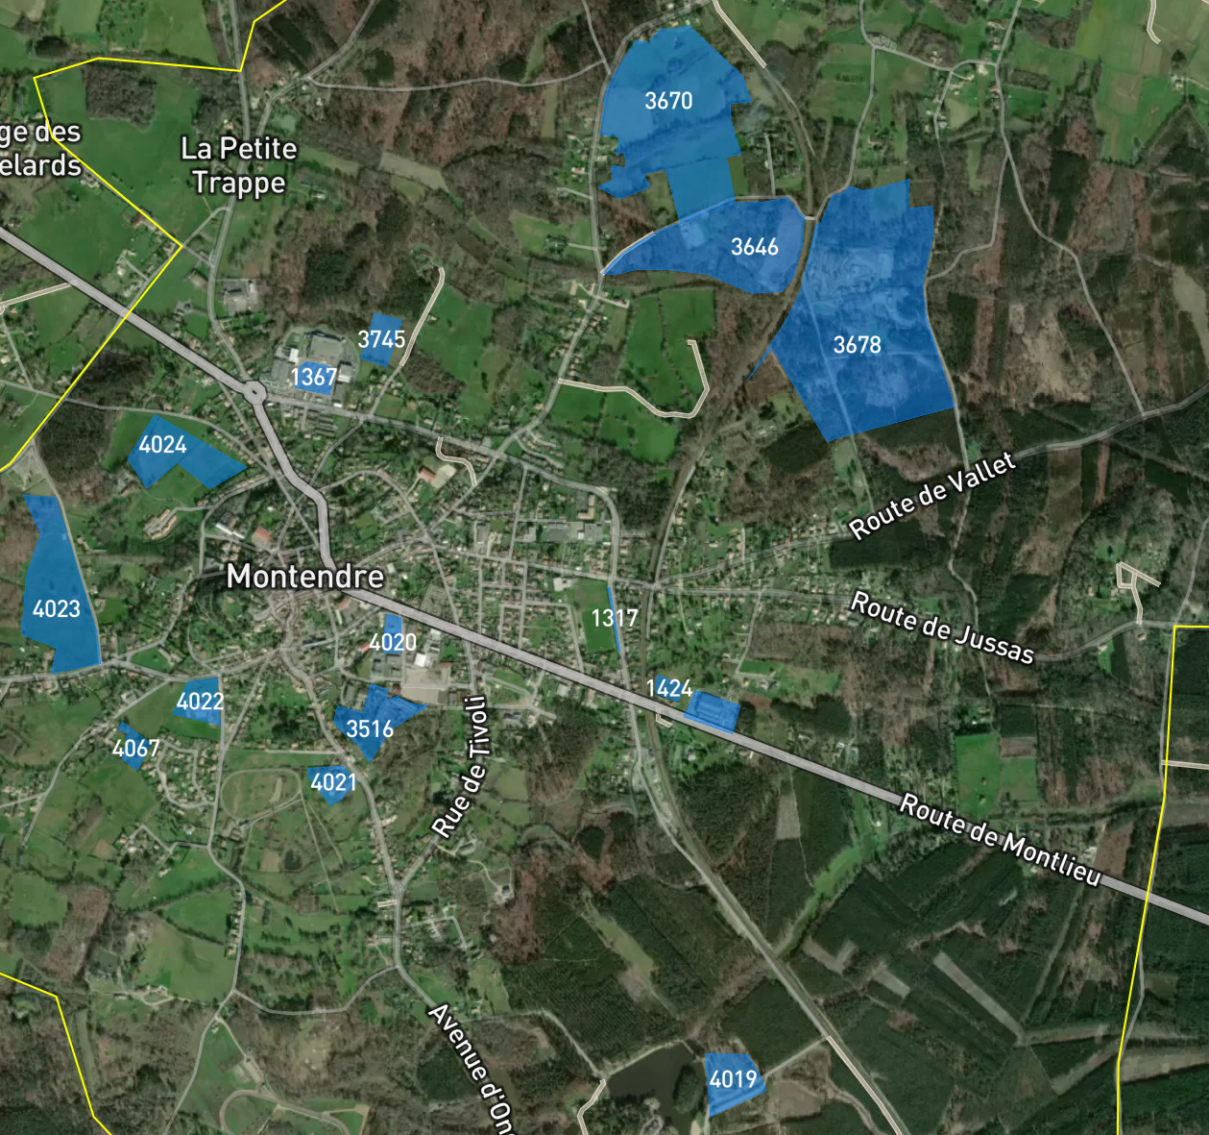 3670
ge des
elards
La Petite
Trappe
3646
3745
3678
1367
4024
Route de Vallet
Montendre
4023
1317
Route de Jussas
4020
1424
4022
3516
4067
Rue de Tivoli
4021
Route de Montlieu
Avenue d'On
4019